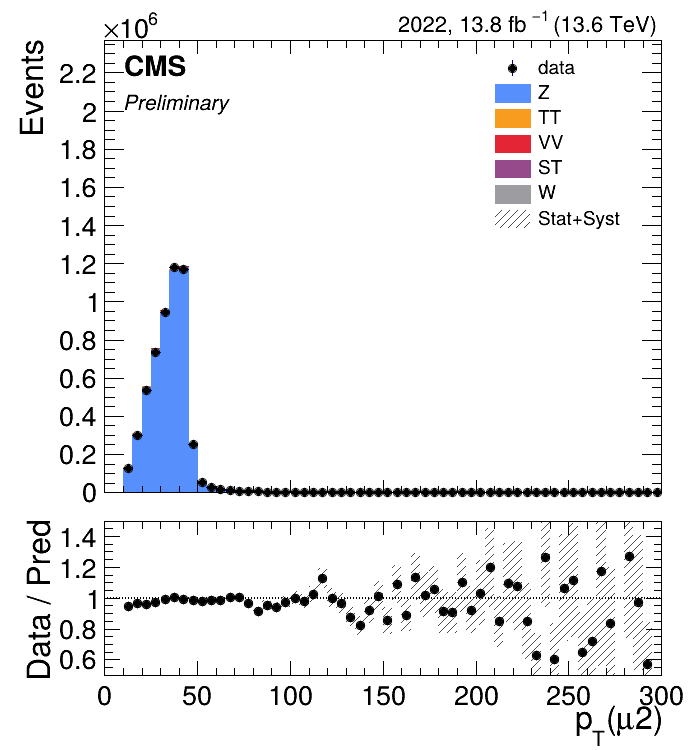 ×10⁶
2022, 13.8 fb⁻¹ (13.6 TeV)
Events
CMS
Preliminary
data
Z
TT
VV
ST
W
Stat+Syst
2.2
2
1.8
1.6
1.4
1.2
1
0.8
0.6
0.4
0.2
0
Data / Pred
1.4
1.2
1
0.8
0.6
0 50 100 150 200 250 300
p_T(μ2)